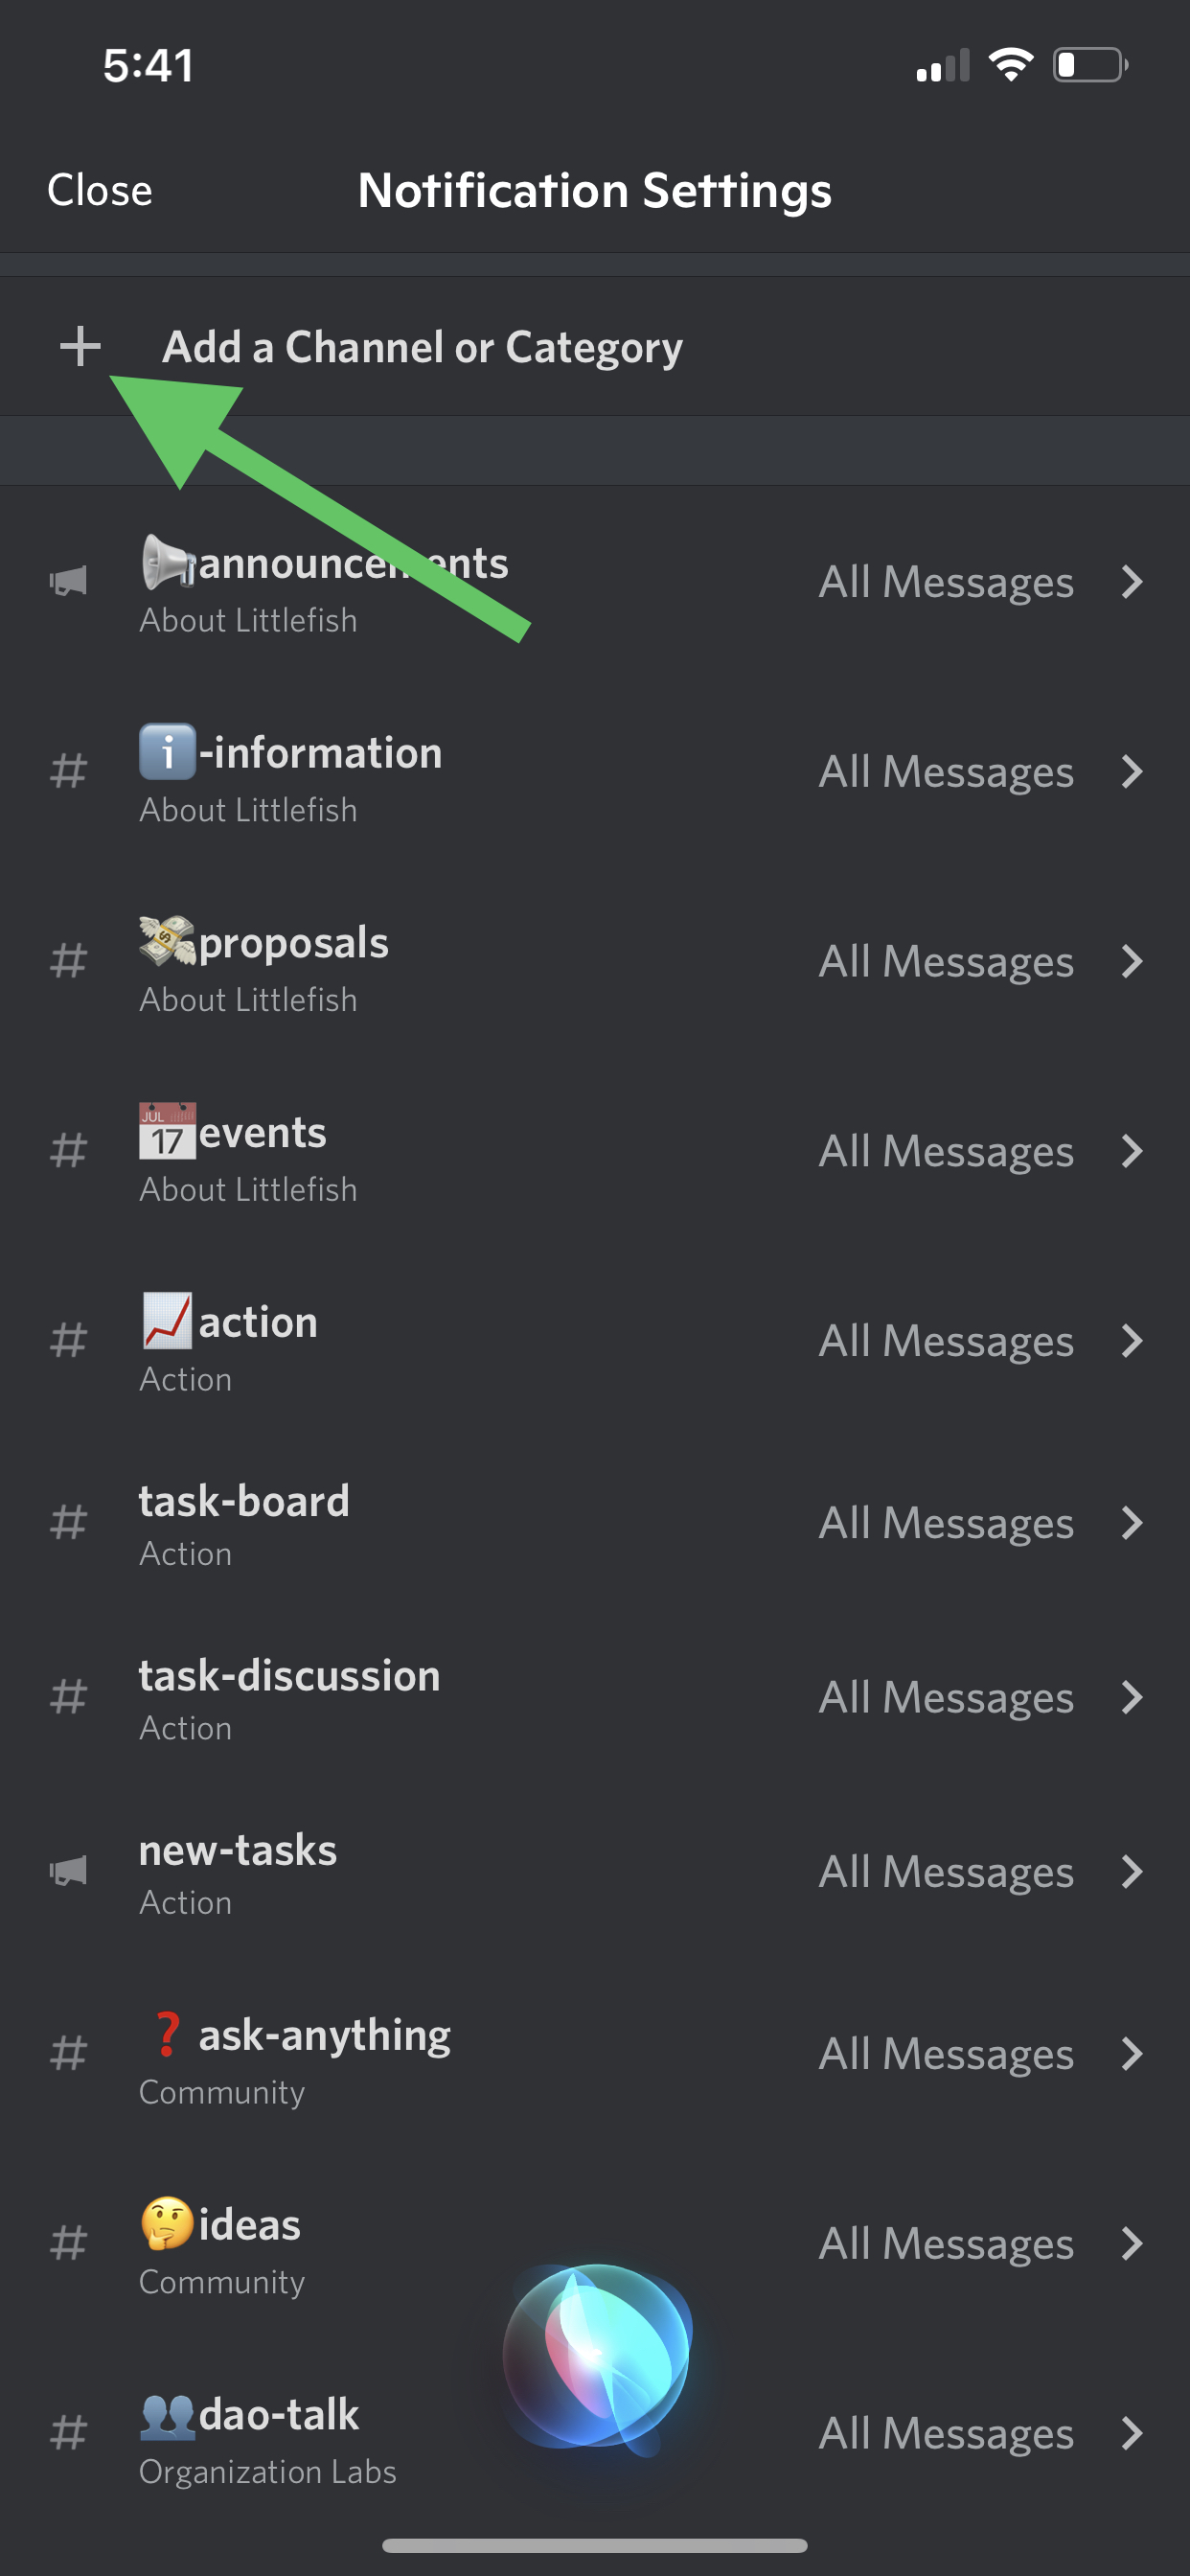 5:41
Close Notification Settings
+ Add a Channel or Category
📢announcements All Messages
About Littlefish
# ℹ️-information All Messages
About Littlefish
# 💸proposals All Messages
About Littlefish
# 📅events All Messages
JUL
17
About Littlefish
# 📈action All Messages
Action
# task-board All Messages
Action
# task-discussion All Messages
Action
new-tasks All Messages
Action
# ❓ask-anything All Messages
Community
# 🤔ideas All Messages
Community
# 👥dao-talk All Messages
Organization Labs